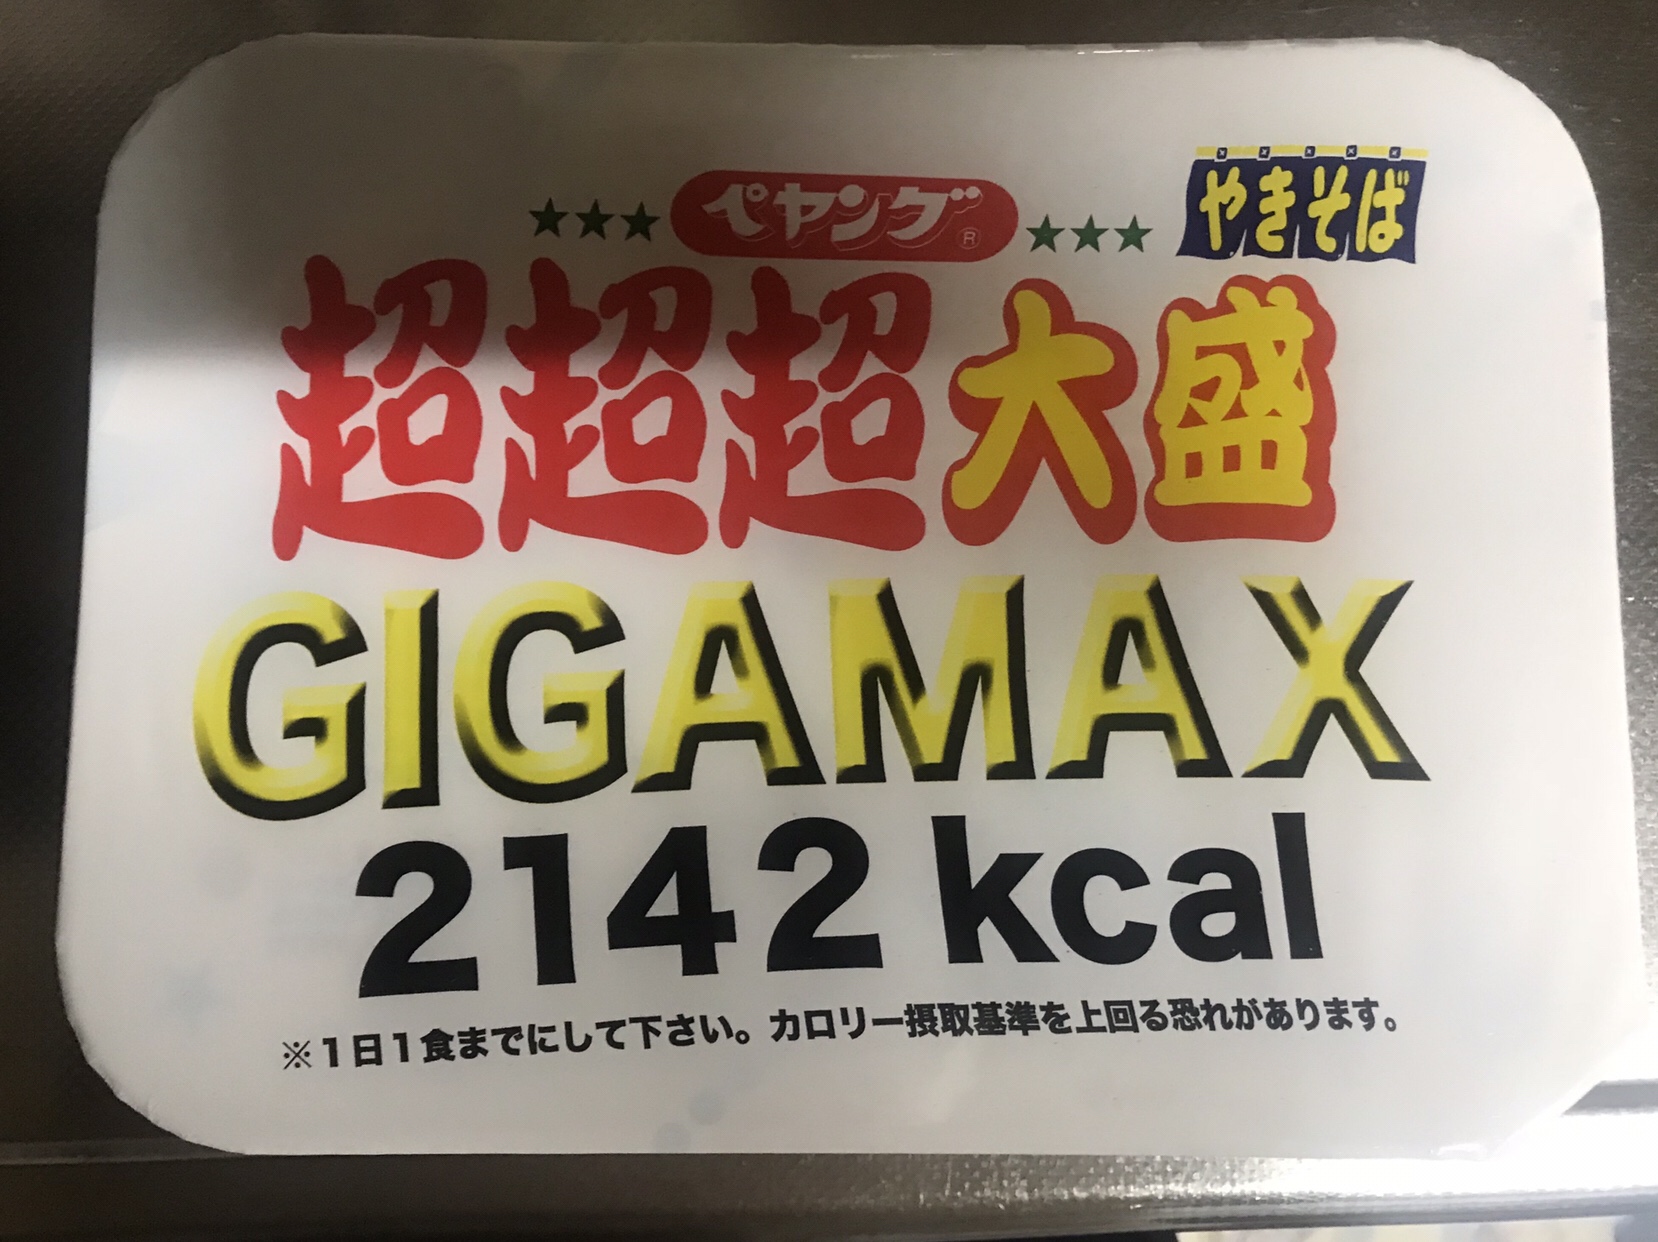 ★★★ペヤング®★★★
やきそば
超超超大盛
GIGAMAX
2142kcal
※1日1食までにして下さい。カロリー摂取基準を上回る恐れがあります。